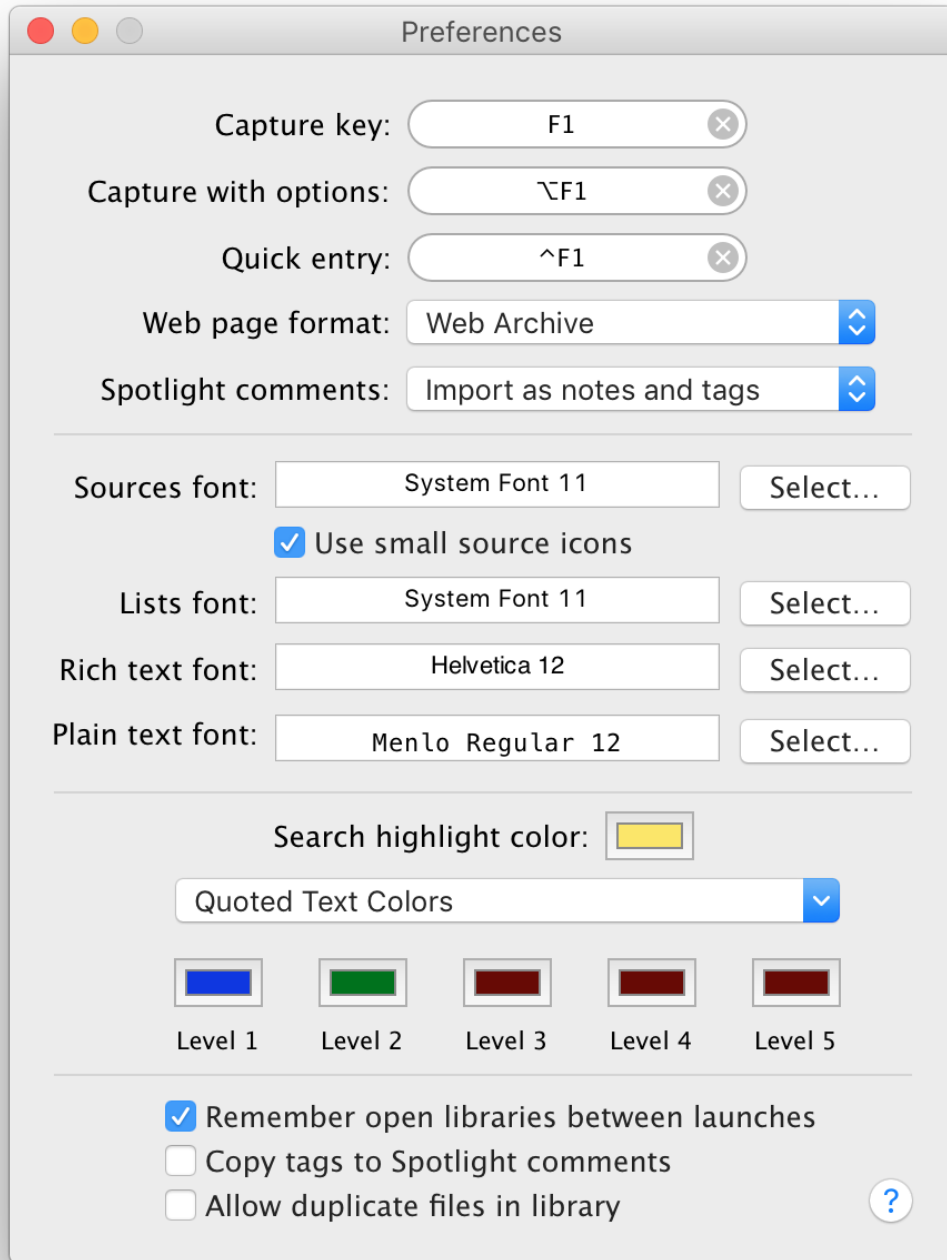 Preferences
Capture key: F1
Capture with options: ⌥F1
Quick entry: ^F1
Web page format: Web Archive
Spotlight comments: Import as notes and tags
Sources font: System Font 11 Select...
Use small source icons
Lists font: System Font 11 Select...
Rich text font: Helvetica 12 Select...
Plain text font: Menlo Regular 12 Select...
Search highlight color:
Quoted Text Colors
Level 1 Level 2 Level 3 Level 4 Level 5
Remember open libraries between launches
Copy tags to Spotlight comments
Allow duplicate files in library
?